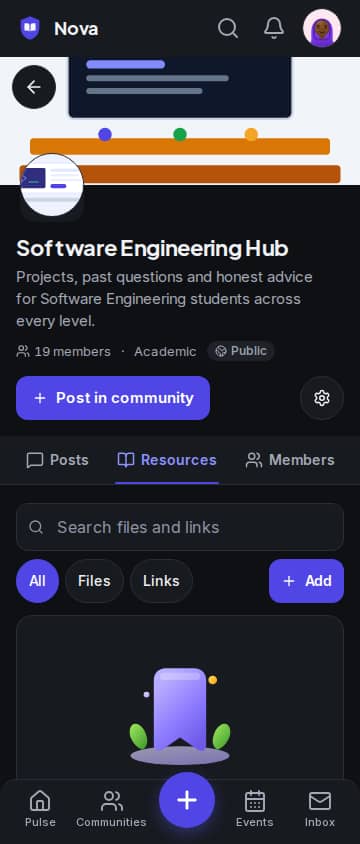 Nova
Software Engineering Hub
Projects, past questions and honest advice
for Software Engineering students across
every level.
19 members · Academic Public
+ Post in community
Posts Resources Members
Search files and links
All Files Links + Add
Pulse Communities Events Inbox